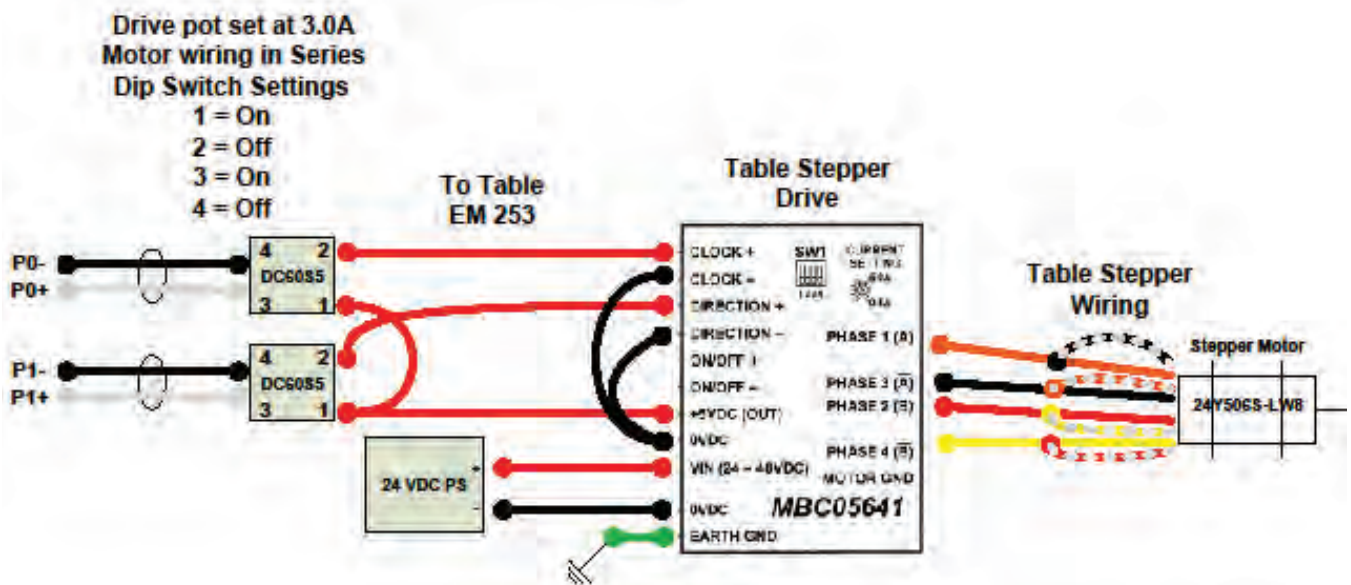 Drive pot set at 3.0A
Motor wiring in Series
Dip Switch Settings
1 = On
2 = Off
3 = On
4 = Off
To Table
EM 253
Table Stepper
Drive
Table Stepper
Wiring
P0-
P0+
4 2
DC60S5
3 1
P1-
P1+
4 2
DC60S5
3 1
24 VDC PS
+
-
CLOCK +
CLOCK –
DIRECTION +
DIRECTION –
ON/OFF +
ON/OFF –
+5VDC (OUT)
0VDC
VIN (24 – 48VDC)
0VDC
EARTH GND
SW1
CURRENT
PHASE 1 (A)
PHASE 3 (A̅)
PHASE 2 (B)
PHASE 4 (B̅)
MOTOR GND
MBC05641
Stepper Motor
24Y506S-LW8